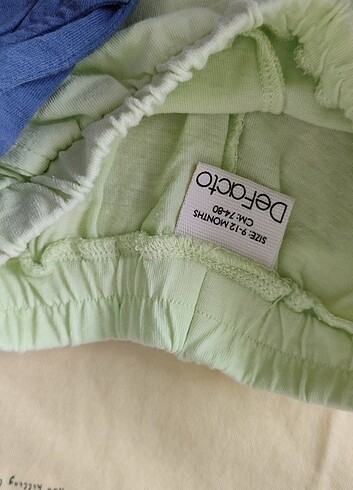 DeFacto
SIZE: 9-12 MONTHS
CM: 74-80